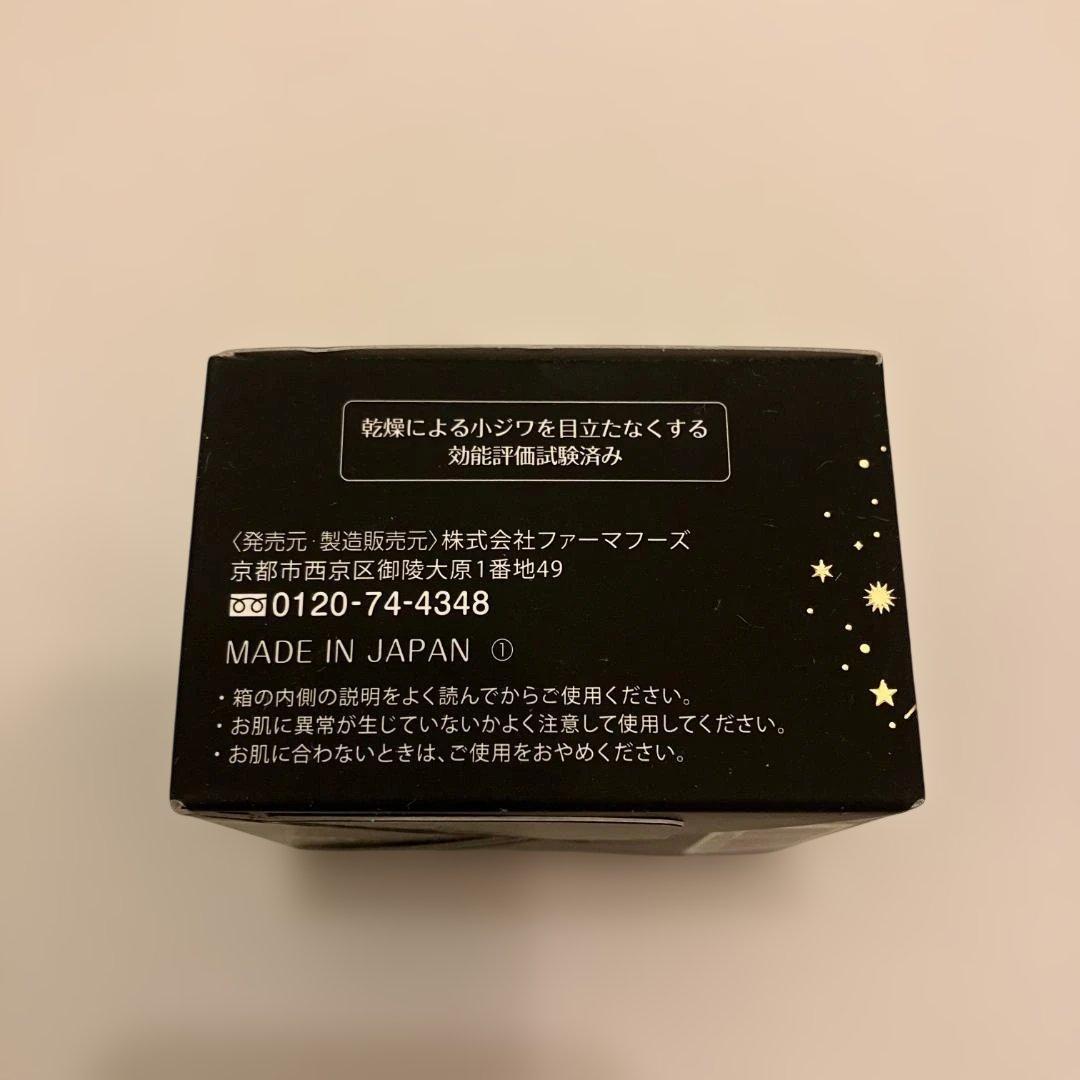 乾燥による小ジワを目立たなくする
効能評価試験済み
〈発売元·製造販売元〉株式会社ファーマフーズ
京都市西京区御陵大原1番地49
0120-74-4348
MADE IN JAPAN ①
・箱の内側の説明をよく読んでからご使用ください。
・お肌に異常が生じていないかよく注意して使用してください。
・お肌に合わないときは、ご使用をおやめください。